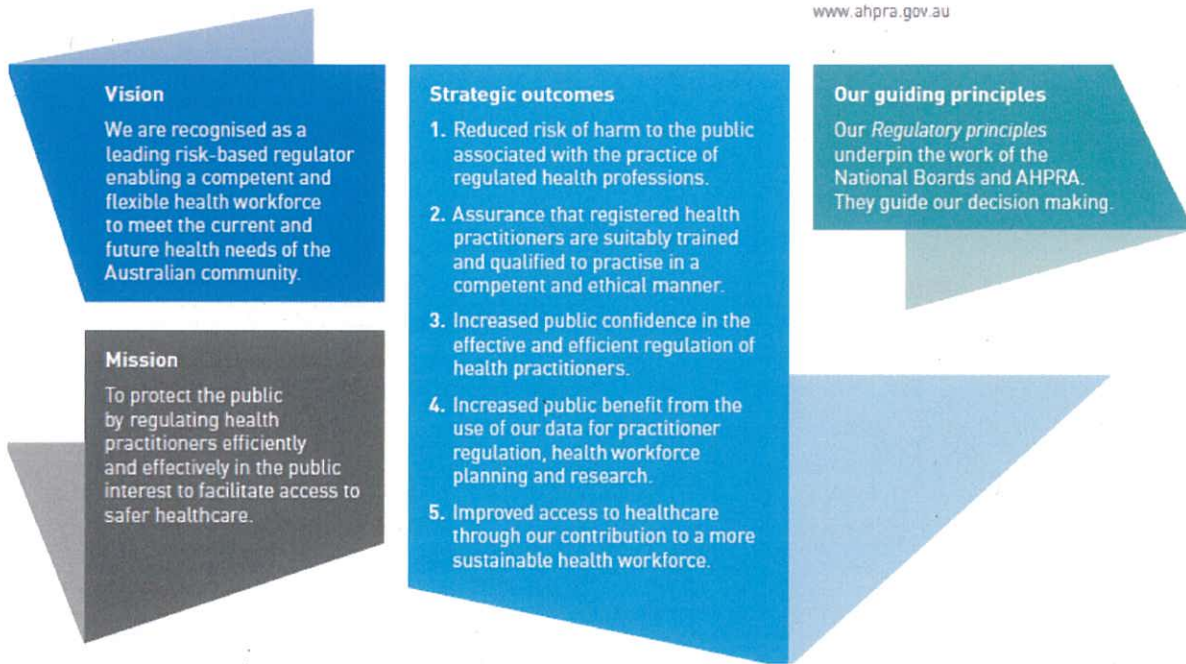 www.ahpra.gov.au
Vision
We are recognised as a
leading risk-based regulator
enabling a competent and
flexible health workforce
to meet the current and
future health needs of the
Australian community.
Mission
To protect the public
by regulating health
practitioners efficiently
and effectively in the public
interest to facilitate access to
safer healthcare.
Strategic outcomes
1. Reduced risk of harm to the public
associated with the practice of
regulated health professions.
2. Assurance that registered health
practitioners are suitably trained
and qualified to practise in a
competent and ethical manner.
3. Increased public confidence in the
effective and efficient regulation of
health practitioners.
4. Increased public benefit from the
use of our data for practitioner
regulation, health workforce
planning and research.
5. Improved access to healthcare
through our contribution to a more
sustainable health workforce.
Our guiding principles
Our Regulatory principles
underpin the work of the
National Boards and AHPRA.
They guide our decision making.